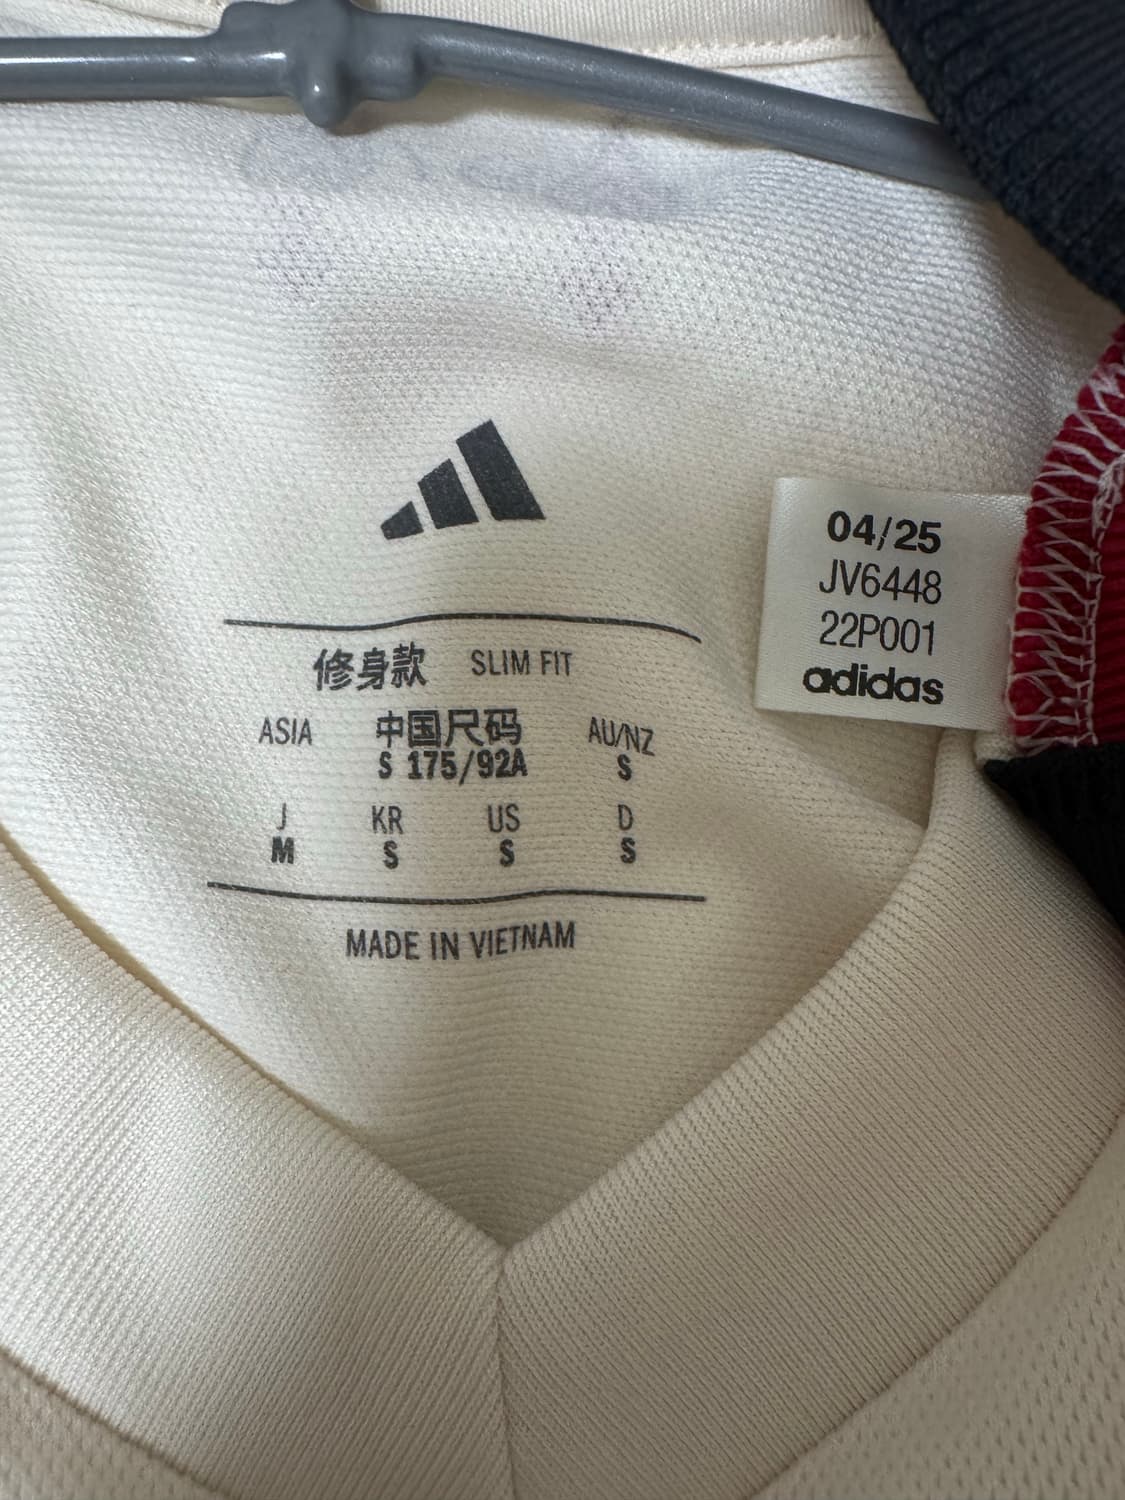 修身款 SLIM FIT
ASIA 中国尺码 AU/NZ
S 175/92A S
J KR US D
M S S S
MADE IN VIETNAM
04/25
JV6448
22P001
adidas